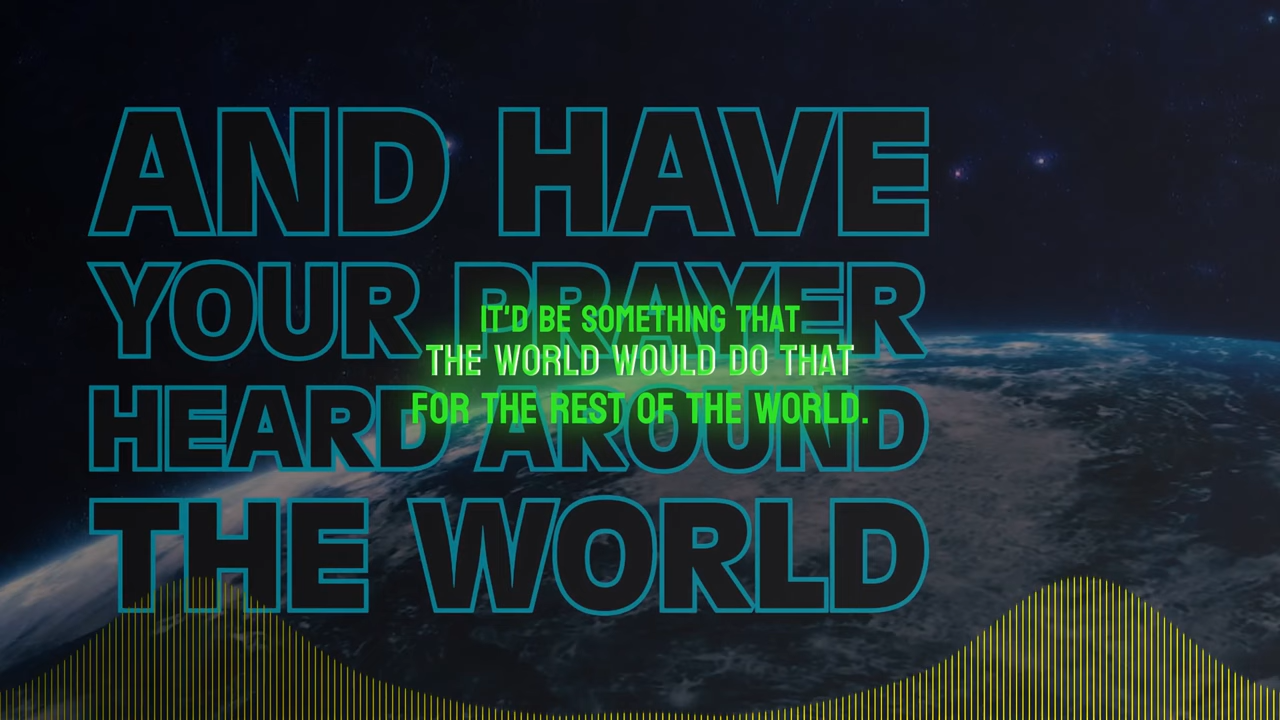 AND HAVE
YOUR PRAYER
HEARD AROUND
THE WORLD
IT'D BE SOMETHING THAT
THE WORLD WOULD DO THAT
FOR THE REST OF THE WORLD.